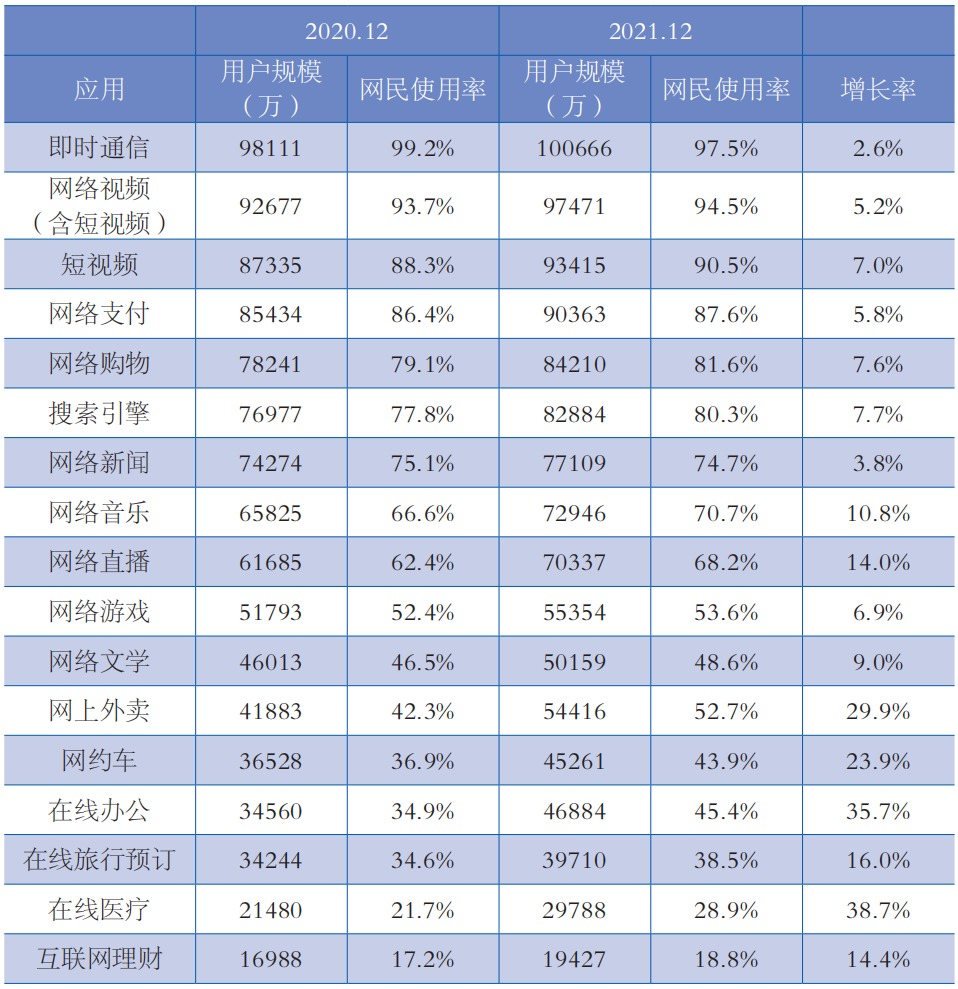 2020.12 2021.12
应用 用户规模（万） 网民使用率 用户规模（万） 网民使用率 增长率
即时通信 98111 99.2% 100666 97.5% 2.6%
网络视频（含短视频） 92677 93.7% 97471 94.5% 5.2%
短视频 87335 88.3% 93415 90.5% 7.0%
网络支付 85434 86.4% 90363 87.6% 5.8%
网络购物 78241 79.1% 84210 81.6% 7.6%
搜索引擎 76977 77.8% 82884 80.3% 7.7%
网络新闻 74274 75.1% 77109 74.7% 3.8%
网络音乐 65825 66.6% 72946 70.7% 10.8%
网络直播 61685 62.4% 70337 68.2% 14.0%
网络游戏 51793 52.4% 55354 53.6% 6.9%
网络文学 46013 46.5% 50159 48.6% 9.0%
网上外卖 41883 42.3% 54416 52.7% 29.9%
网约车 36528 36.9% 45261 43.9% 23.9%
在线办公 34560 34.9% 46884 45.4% 35.7%
在线旅行预订 34244 34.6% 39710 38.5% 16.0%
在线医疗 21480 21.7% 29788 28.9% 38.7%
互联网理财 16988 17.2% 19427 18.8% 14.4%